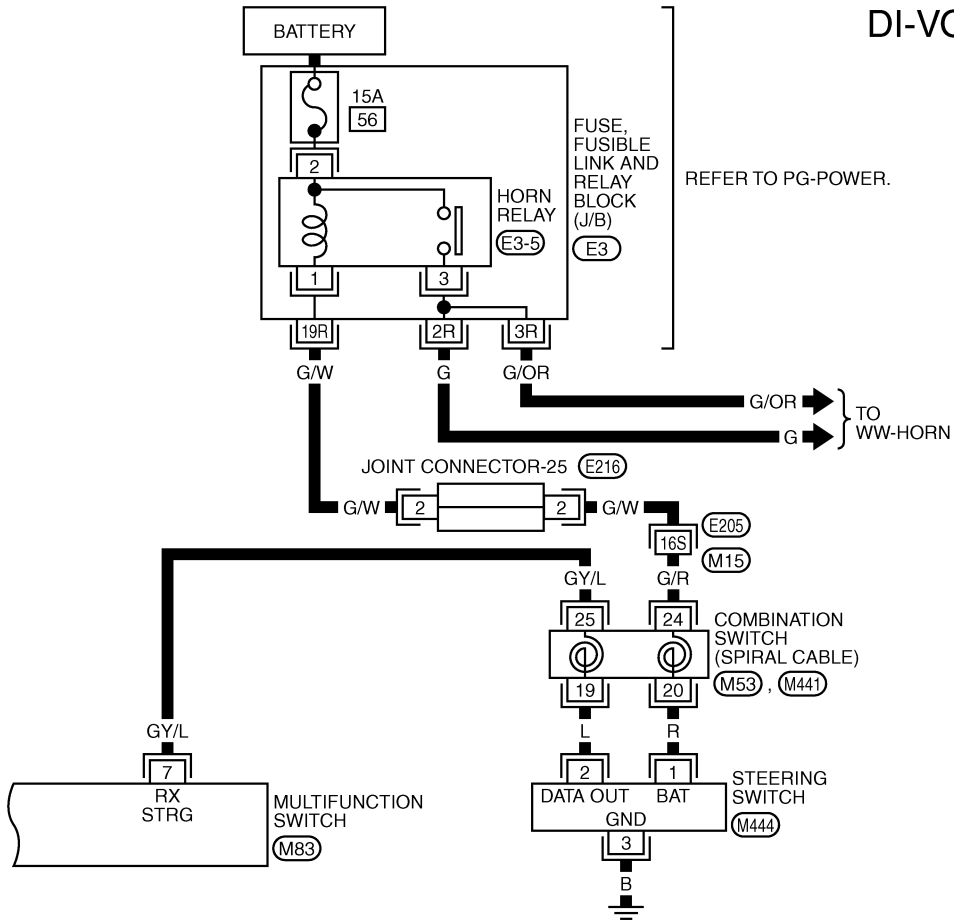 DI-VO
BATTERY
15A
56
FUSE,
FUSIBLE
LINK AND
RELAY
BLOCK
(J/B)
E3
REFER TO PG-POWER.
2
HORN
RELAY
E3-5
1
3
19R
2R
3R
G/W
G
G/OR
G/OR
G
TO
WW-HORN
JOINT CONNECTOR-25
E216
G/W
2
2
G/W
E205
16S
M15
GY/L
G/R
25
24
COMBINATION
SWITCH
(SPIRAL CABLE)
M53 , M441
19
20
GY/L
L
R
7
RX
STRG
MULTIFUNCTION
SWITCH
M83
2
1
DATA OUT
BAT
GND
STEERING
SWITCH
M444
3
B